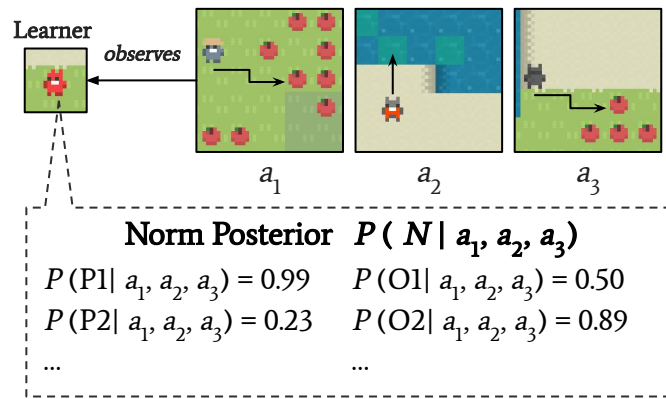 Learner
observes
a₁
a₂
a₃
Norm Posterior P( N | a₁, a₂, a₃)
P(P1| a₁, a₂, a₃) = 0.99
P(O1| a₁, a₂, a₃) = 0.50
P(P2| a₁, a₂, a₃) = 0.23
P(O2| a₁, a₂, a₃) = 0.89
...
...